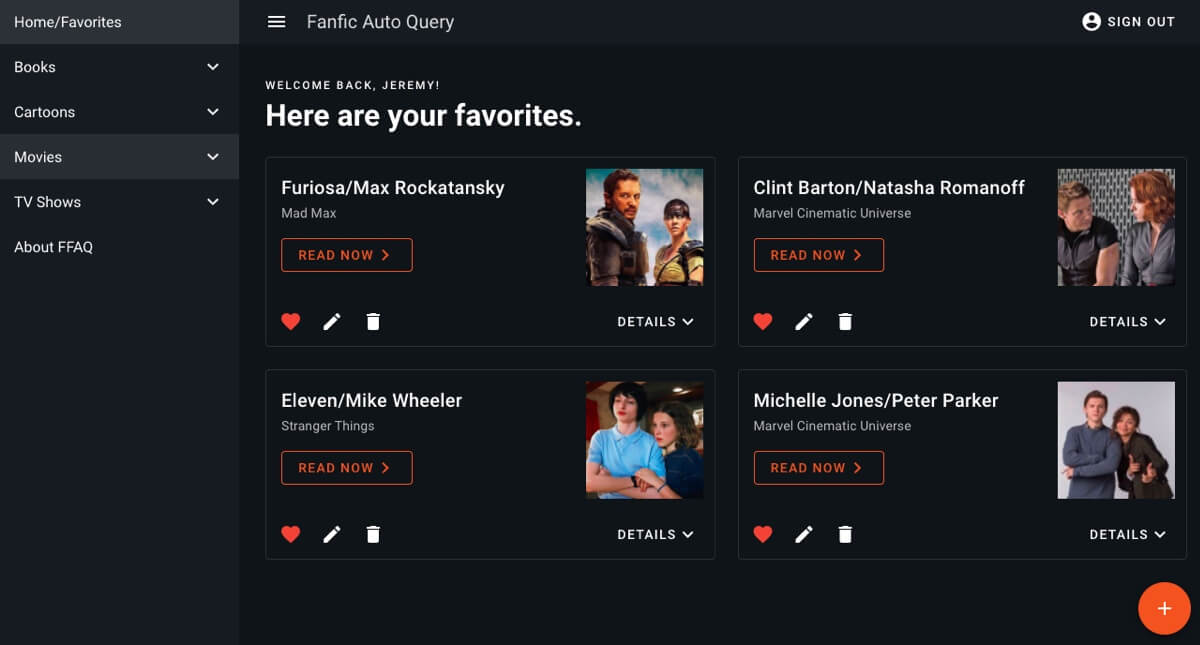 Home/Favorites
Books
Cartoons
Movies
TV Shows
About FFAQ
Fanfic Auto Query
SIGN OUT
WELCOME BACK, JEREMY!
Here are your favorites.
Furiosa/Max Rockatansky
Mad Max
READ NOW
DETAILS
Clint Barton/Natasha Romanoff
Marvel Cinematic Universe
READ NOW
DETAILS
Eleven/Mike Wheeler
Stranger Things
READ NOW
DETAILS
Michelle Jones/Peter Parker
Marvel Cinematic Universe
READ NOW
DETAILS